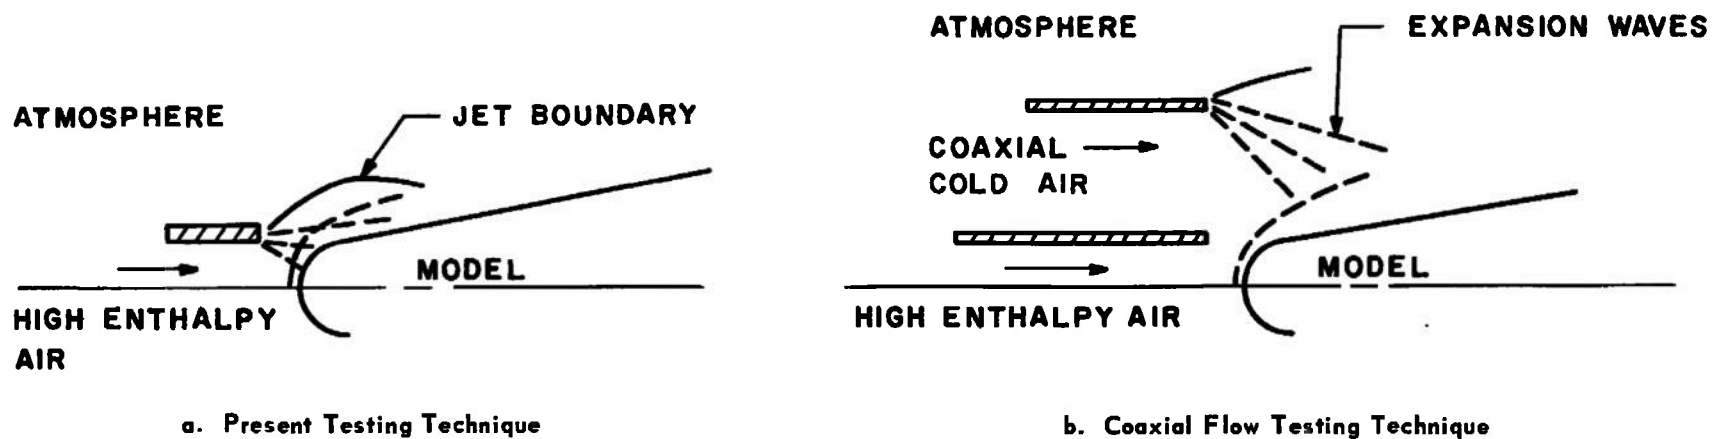 ATMOSPHERE
JET BOUNDARY
MODEL
HIGH ENTHALPY
AIR
a. Present Testing Technique
ATMOSPHERE
EXPANSION WAVES
COAXIAL
COLD AIR
MODEL
HIGH ENTHALPY AIR
b. Coaxial Flow Testing Technique